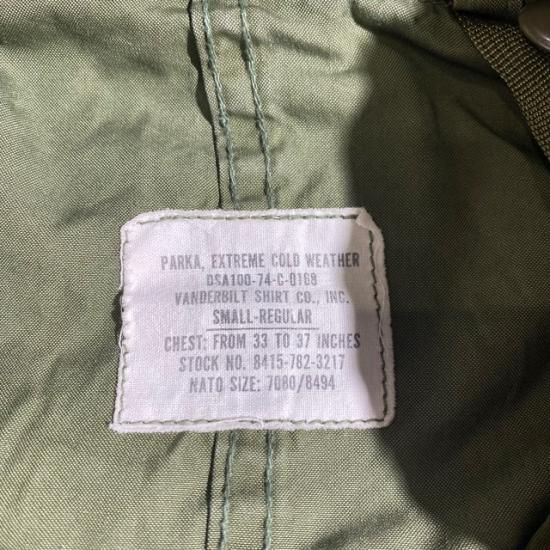 PARKA, EXTREME COLD WEATHER
DSA100-74-C-0168
VANDERBILT SHIRT CO., INC.
SMALL-REGULAR
CHEST: FROM 33 TO 37 INCHES
STOCK NO. 8415-782-3217
NATO SIZE: 7080/8494